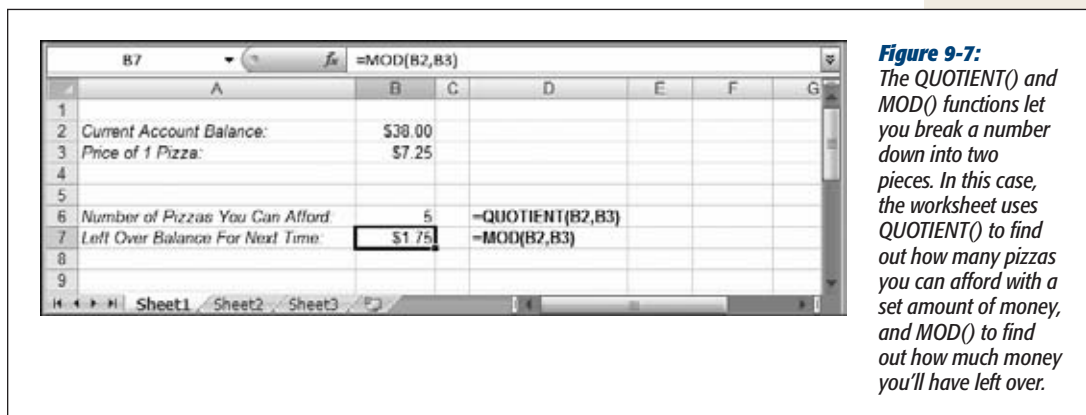 B7 fx =MOD(B2,B3)
A B C D E F G
1
2 Current Account Balance: $38.00
3 Price of 1 Pizza: $7.25
4
5
6 Number of Pizzas You Can Afford: 5 =QUOTIENT(B2,B3)
7 Left Over Balance For Next Time: $1.75 =MOD(B2,B3)
8
9
Sheet1 Sheet2 Sheet3
Figure 9-7:
The QUOTIENT() and
MOD() functions let
you break a number
down into two
pieces. In this case,
the worksheet uses
QUOTIENT() to find
out how many pizzas
you can afford with a
set amount of money,
and MOD() to find
out how much money
you'll have left over.